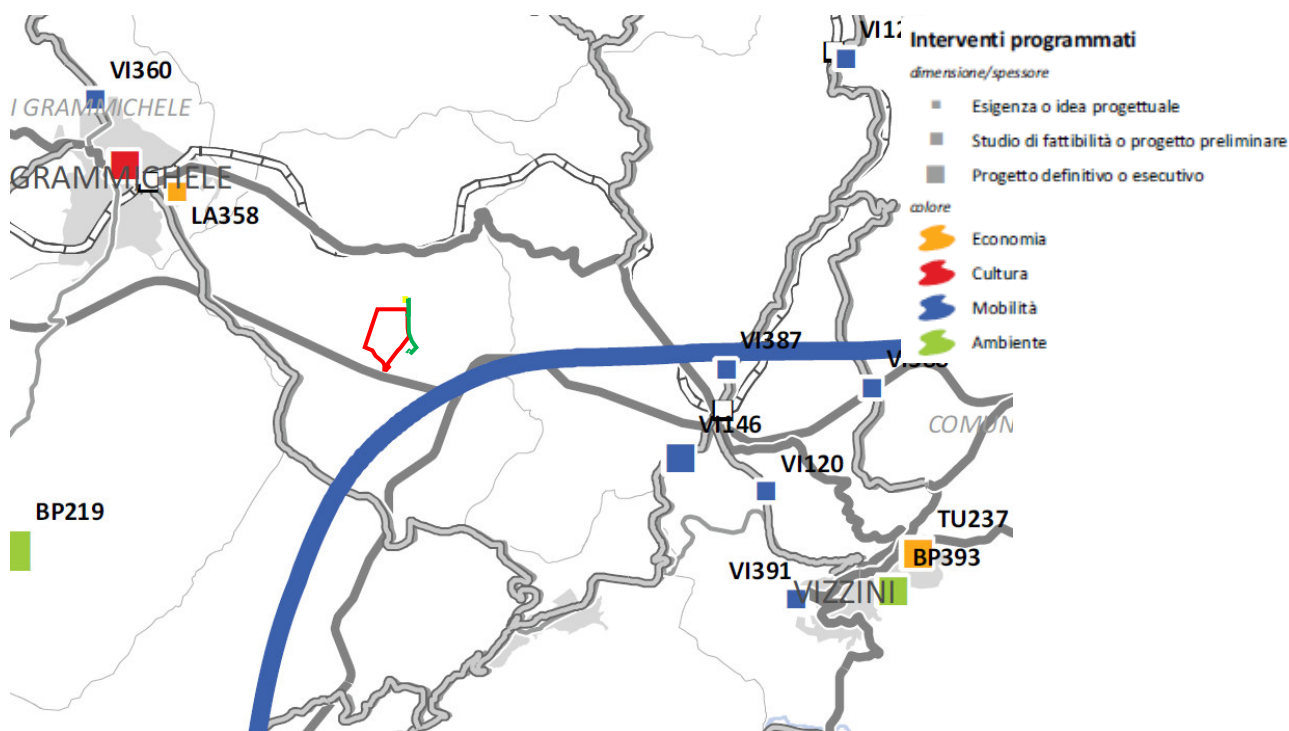 VI360
I GRAMMICHELE
GRAMMICHELE
LA358
BP219
VI387
VI146
VI120
VI391
VIZZINI
TU237
BP393
COMUN
Interventi programmati
dimensione/spessore
Esigenza o idea progettuale
Studio di fattibilità o progetto preliminare
Progetto definitivo o esecutivo
colore
Economia
Cultura
Mobilità
Ambiente